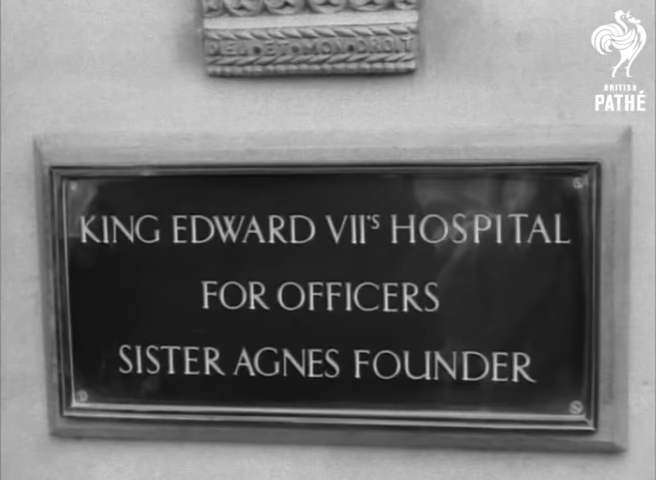 DIEU ET MON DROIT
BRITISH
PATHÉ
KING EDWARD VII'S HOSPITAL
FOR OFFICERS
SISTER AGNES FOUNDER